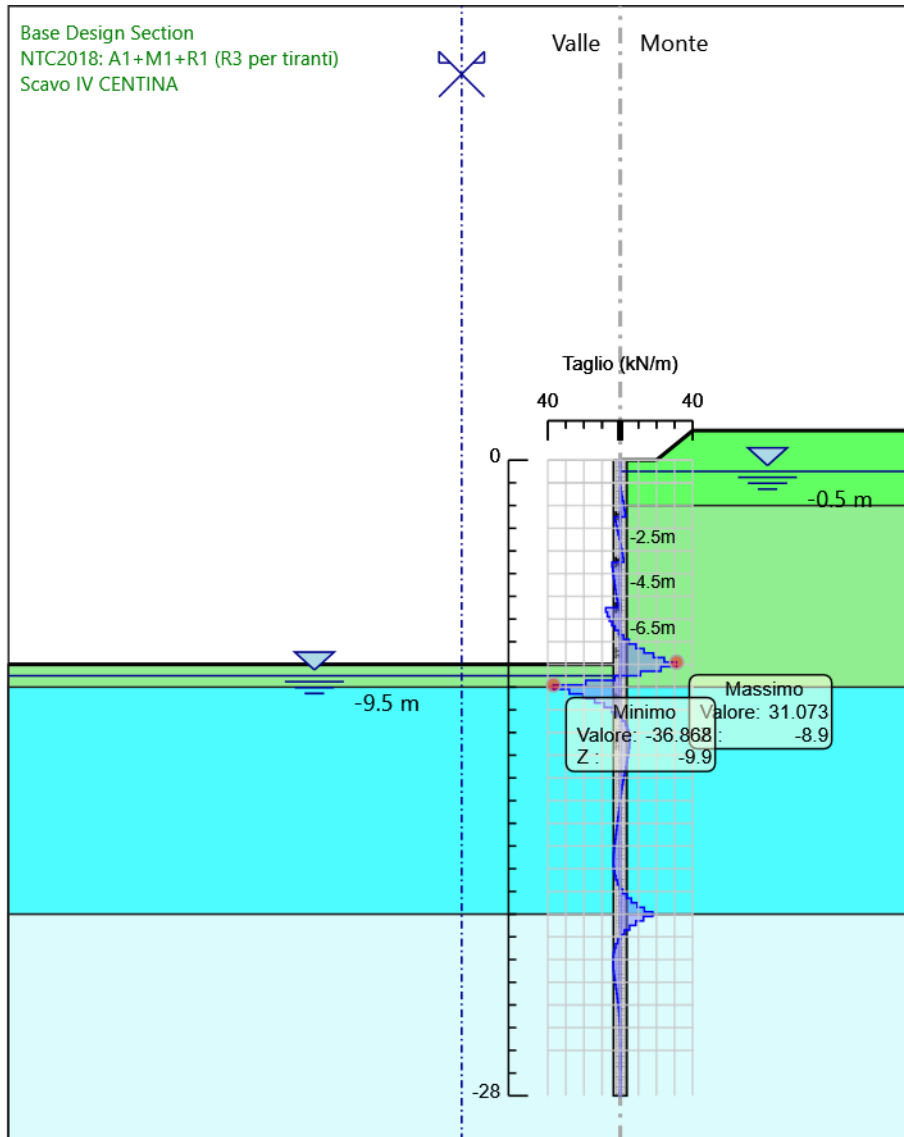 Base Design Section
NTC2018: A1+M1+R1 (R3 per tiranti)
Scavo IV CENTINA
Valle
Monte
Taglio (kN/m)
40
40
0
-0.5 m
-2.5m
-4.5m
-6.5m
-9.5 m
Massimo
Valore: 31.073
: -8.9
Minimo
Valore: -36.868
Z : -9.9
-28